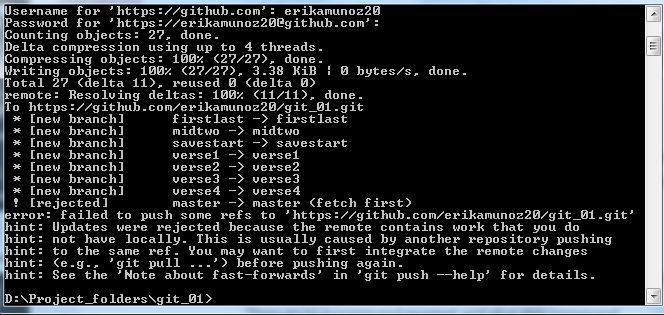 Username for 'https://github.com': erikamunoz20
Password for 'https://erikamunoz20@github.com':
Counting objects: 27, done.
Delta compression using up to 4 threads.
Compressing objects: 100% (27/27), done.
Writing objects: 100% (27/27), 3.38 KiB | 0 bytes/s, done.
Total 27 (delta 11), reused 0 (delta 0)
remote: Resolving deltas: 100% (11/11), done.
To https://github.com/erikamunoz20/git_01.git
 * [new branch]      firstlast -> firstlast
 * [new branch]      midtwo -> midtwo
 * [new branch]      savestart -> savestart
 * [new branch]      verse1 -> verse1
 * [new branch]      verse2 -> verse2
 * [new branch]      verse3 -> verse3
 * [new branch]      verse4 -> verse4
 ! [rejected]        master -> master (fetch first)
error: failed to push some refs to 'https://github.com/erikamunoz20/git_01.git'
hint: Updates were rejected because the remote contains work that you do
hint: not have locally. This is usually caused by another repository pushing
hint: to the same ref. You may want to first integrate the remote changes
hint: (e.g., 'git pull ...') before pushing again.
hint: See the 'Note about fast-forwards' in 'git push --help' for details.
D:\Project_folders\git_01>